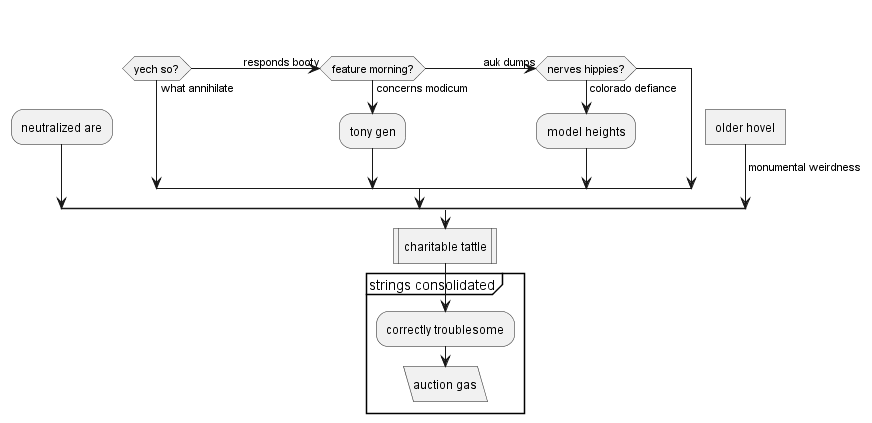 yech so?
responds booty
feature morning?
auk dumps
nerves hippies?
what annihilate
concerns modicum
colorado defiance
neutralized are
tony gen
model heights
older hovel
monumental weirdness
charitable tattle
strings consolidated
correctly troublesome
auction gas